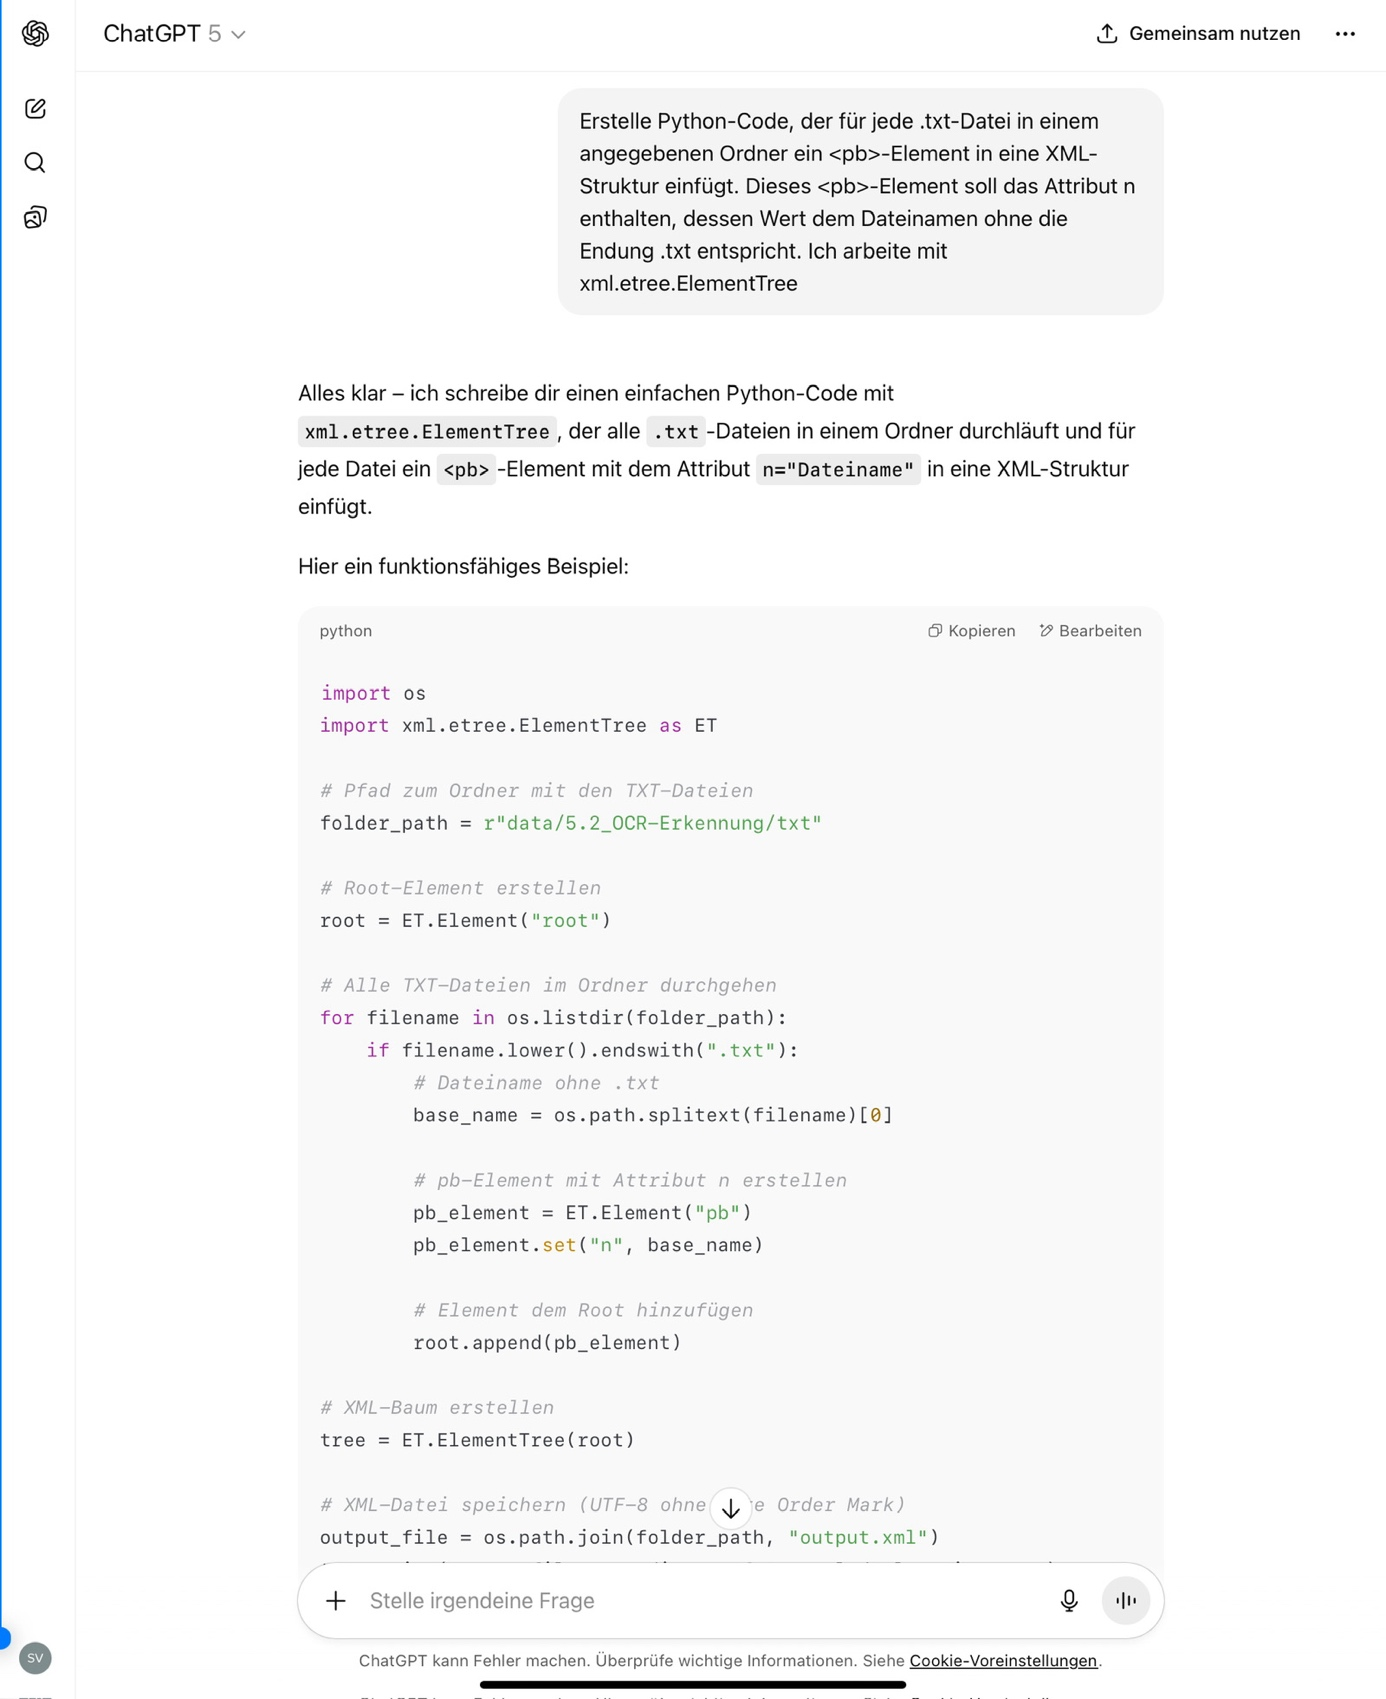 ChatGPT 5
Gemeinsam nutzen
Erstelle Python-Code, der für jede .txt-Datei in einem
angegebenen Ordner ein <pb>-Element in eine XML-
Struktur einfügt. Dieses <pb>-Element soll das Attribut n
enthalten, dessen Wert dem Dateinamen ohne die
Endung .txt entspricht. Ich arbeite mit
xml.etree.ElementTree
Alles klar – ich schreibe dir einen einfachen Python-Code mit
xml.etree.ElementTree, der alle .txt-Dateien in einem Ordner durchläuft und für
jede Datei ein <pb>-Element mit dem Attribut n="Dateiname" in eine XML-Struktur
einfügt.
Hier ein funktionsfähiges Beispiel:
python
Kopieren
Bearbeiten
import os
import xml.etree.ElementTree as ET
# Pfad zum Ordner mit den TXT-Dateien
folder_path = r"data/5.2_OCR-Erkennung/txt"
# Root-Element erstellen
root = ET.Element("root")
# Alle TXT-Dateien im Ordner durchgehen
for filename in os.listdir(folder_path):
    if filename.lower().endswith(".txt"):
        # Dateiname ohne .txt
        base_name = os.path.splitext(filename)[0]
        # pb-Element mit Attribut n erstellen
        pb_element = ET.Element("pb")
        pb_element.set("n", base_name)
        # Element dem Root hinzufügen
        root.append(pb_element)
# XML-Baum erstellen
tree = ET.ElementTree(root)
# XML-Datei speichern (UTF-8 ohne Order Mark)
output_file = os.path.join(folder_path, "output.xml")
Stelle irgendeine Frage
SV
ChatGPT kann Fehler machen. Überprüfe wichtige Informationen. Siehe Cookie-Voreinstellungen.